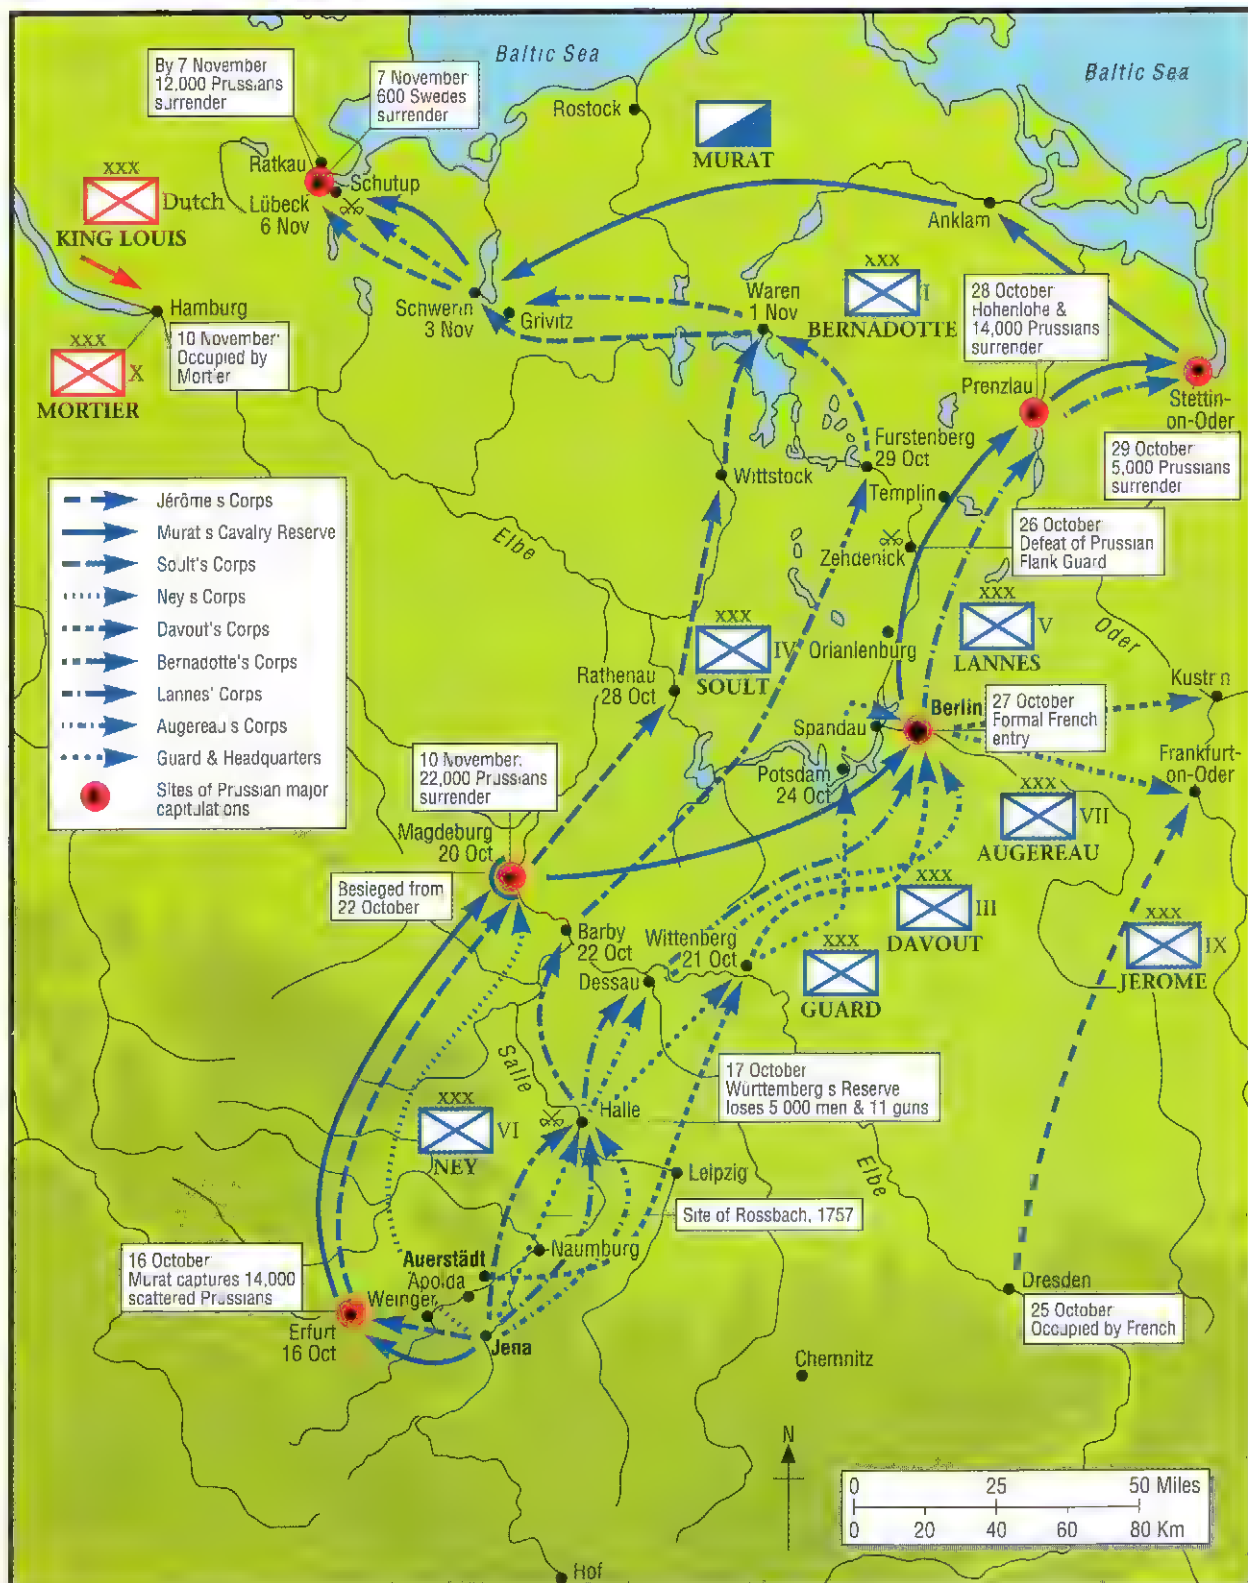 Baltic Sea
Baltic Sea
By 7 November
12,000 Prussians
surrender
7 November
600 Swedes
surrender
Rostock
MURAT
Ratkau
Schutup
Lübeck
6 Nov
XXX
Dutch
KING LOUIS
Anklam
Hamburg
XXX
X
MORTIER
10 November
Occupied by
Mortier
Schwerin
3 Nov
Grivitz
Waren
1 Nov
XXX
I
BERNADOTTE
28 October
Hohenlohe &
14,000 Prussians
surrender
Prenzlau
Stettin-
on-Oder
29 October
5,000 Prussians
surrender
Furstenberg
29 Oct
Wittstock
Templin
Zehdenick
26 October
Defeat of Prussian
Flank Guard
Jérôme s Corps
Murat s Cavalry Reserve
Soult's Corps
Ney s Corps
Davout's Corps
Bernadotte's Corps
Lannes' Corps
Augereau s Corps
Guard & Headquarters
Sites of Prussian major
capitulations
Elbe
XXX
IV
SOULT
XXX
V
LANNES
Oder
Orianlenburg
Rathenau
28 Oct
Kustrin
Berlin
27 October
Formal French
entry
Spandau
Frankfurt-
on-Oder
Potsdam
24 Oct
10 November
22,000 Prussians
surrender
XXX
VII
AUGEREAU
Magdeburg
20 Oct
Besieged from
22 October
XXX
III
DAVOUT
Barby
22 Oct
Wittenberg
21 Oct
Dessau
XXX
GUARD
XXX
IX
JEROME
Salle
17 October
Württemberg s Reserve
loses 5 000 men & 11 guns
XXX
VI
NEY
Halle
Leipzig
Elbe
Site of Rossbach, 1757
Naumburg
Auerstädt
Apolda
Weinger
16 October
Murat captures 14,000
scattered Prussians
Erfurt
16 Oct
Jena
Dresden
25 October
Occupied by French
Chemnitz
N
0 25 50 Miles
0 20 40 60 80 Km
Hof